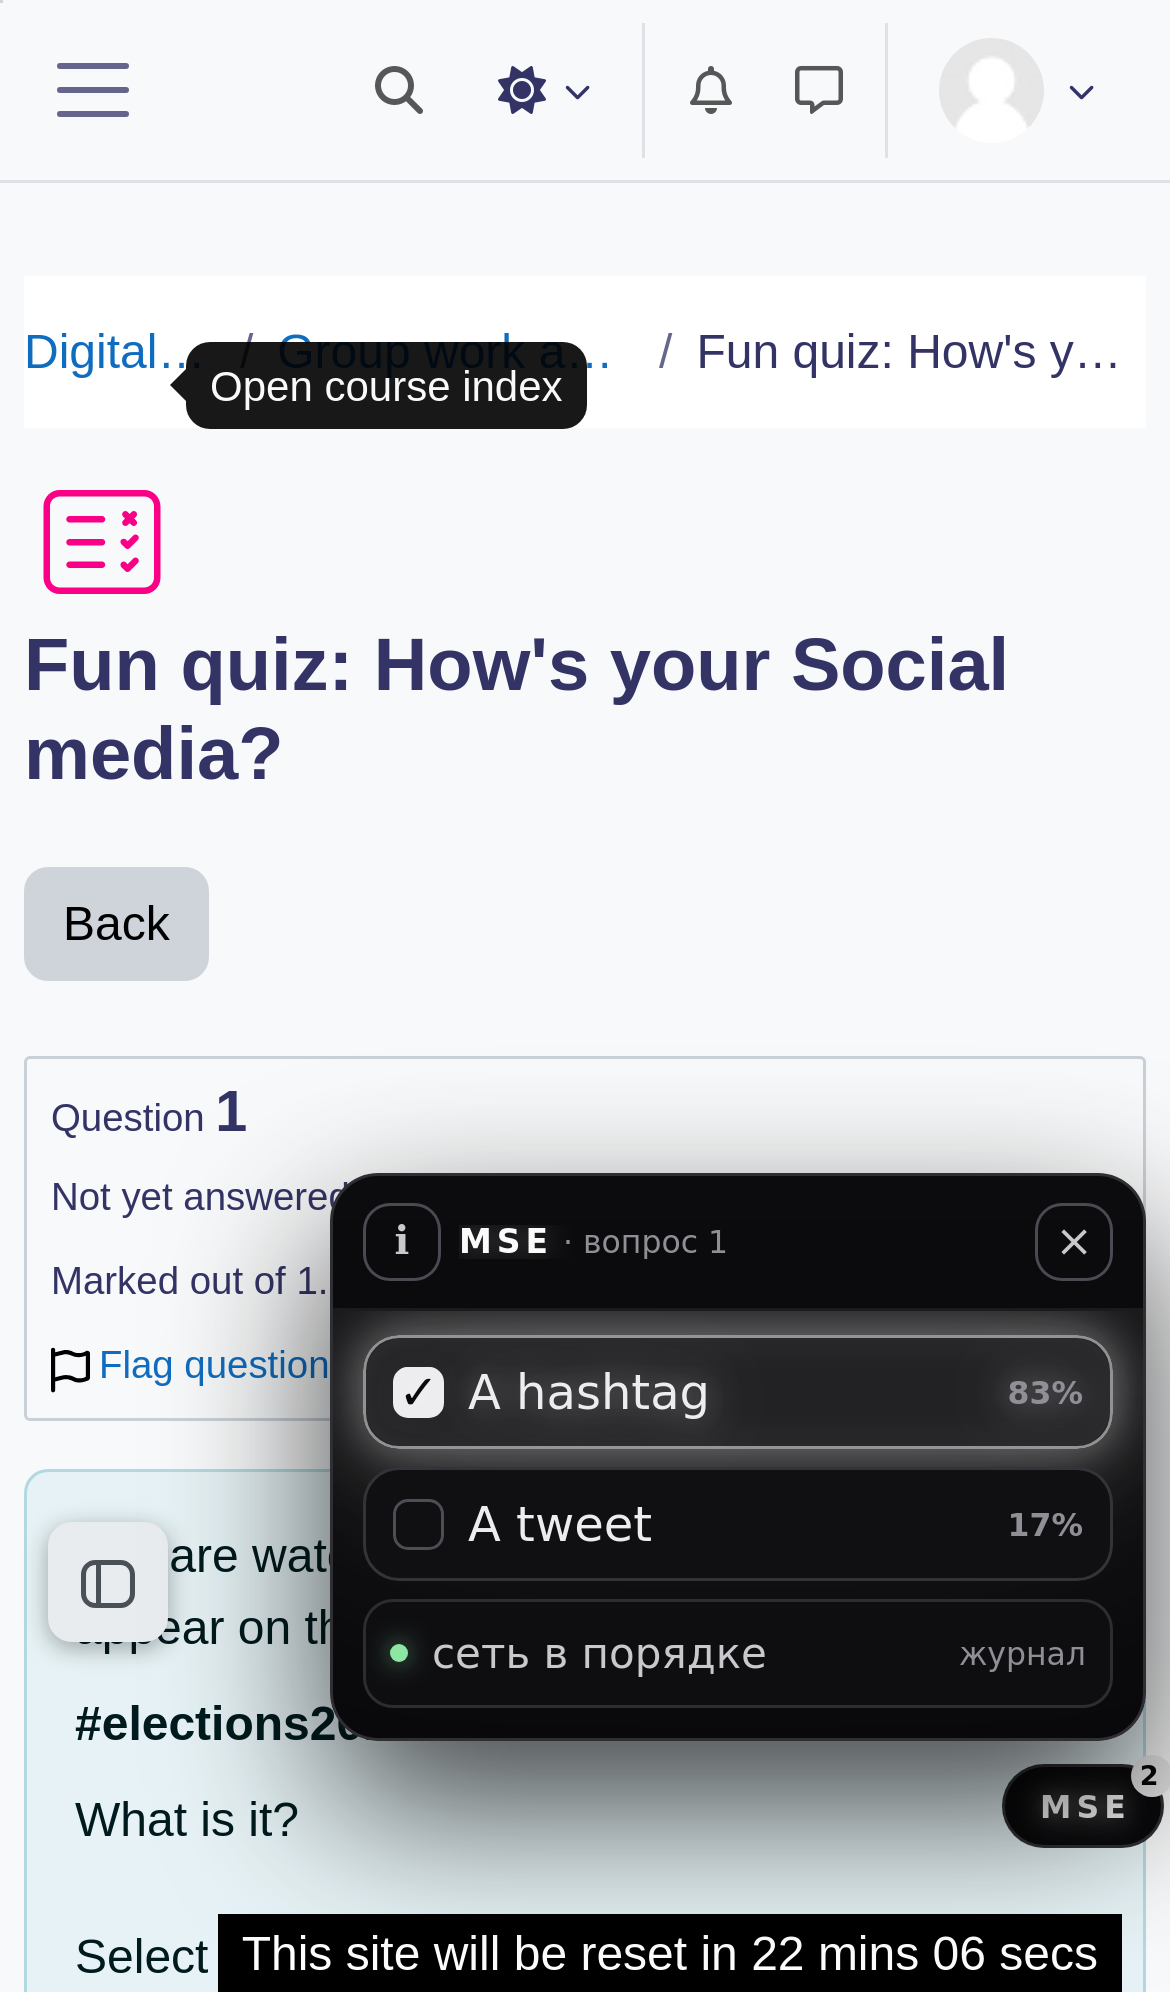 Digital… / Group work a… / Fun quiz: How's y…
Open course index
Fun quiz: How's your Social
media?
Back
Question 1
Not yet answered
Marked out of 1.
Flag question
i MSE · вопрос 1
✓ A hashtag 83%
A tweet 17%
сеть в порядке журнал
are wat
appear on th
#elections20
What is it?
MSE 2
Select
This site will be reset in 22 mins 06 secs